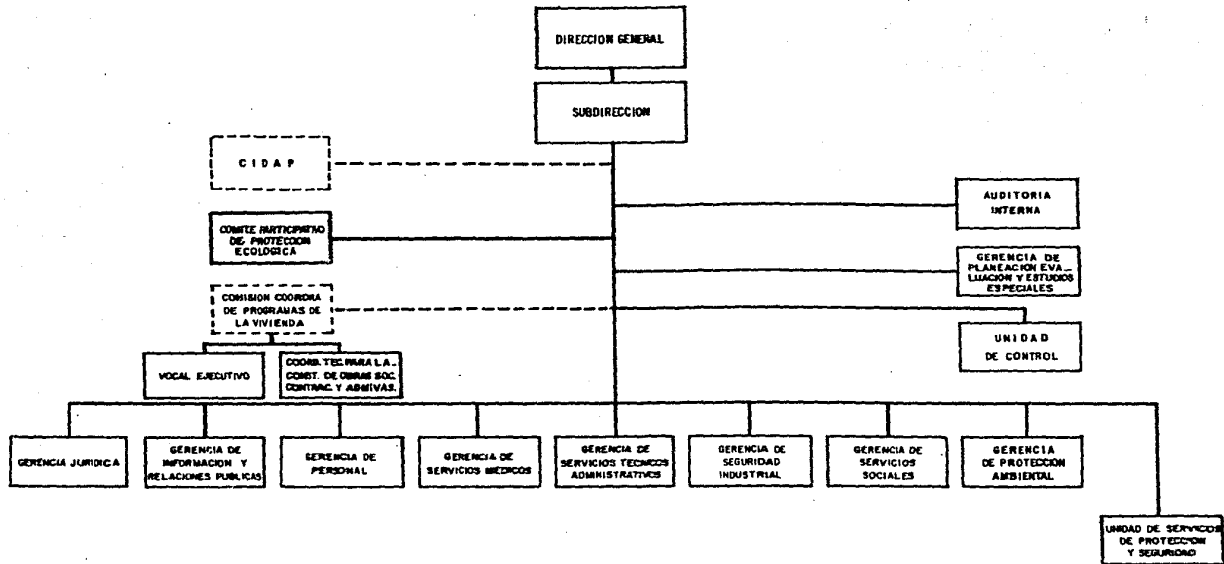 DIRECCION GENERAL
SUBDIRECCION
C I D A P
AUDITORIA
INTERNA
COMITE PARTICIPATIVO
DE PROTECCION
ECOLOGICA
GERENCIA DE
PLANEACION EVA_
LUACION Y ESTUDIOS
ESPECIALES
COMISION COORDRA
DE PROGRAMAS DE
LA VIVIENDA
UNIDAD
DE CONTROL
VOCAL EJECUTIVO
COORD. TEC. PARA LA_
CONST. DE OBRAS SOC.
CONTRAC. Y ADMIVAS.
GERENCIA JURIDICA
GERENCIA DE
INFORMACION Y
RELACIONES PUBLICAS
GERENCIA DE
PERSONAL
GERENCIA DE
SERVICIOS MEDICOS
GERENCIA DE
SERVICIOS TECNICOS
ADMINISTRATIVOS
GERENCIA DE
SEGURIDAD
INDUSTRIAL
GERENCIA DE
SERVICIOS
SOCIALES
GERENCIA
DE PROTECCION
AMBIENTAL
UNIDAD DE SERVICIOS
DE PROTECCION
Y SEGURIDAD